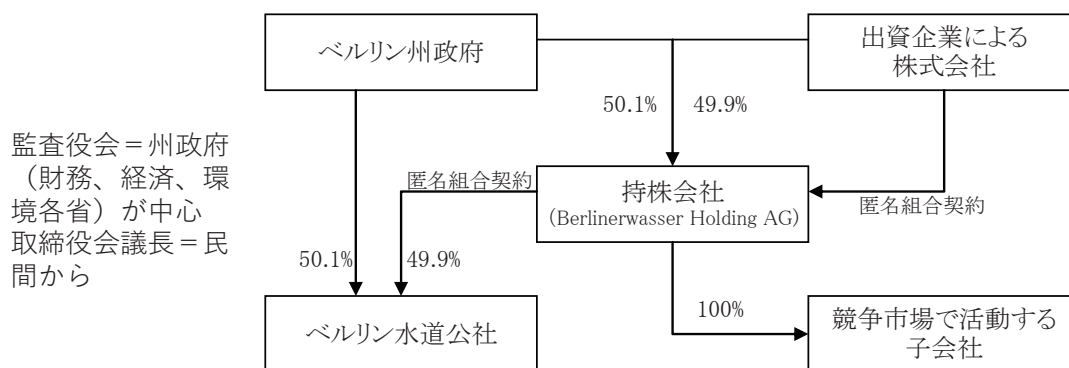 ベルリン州政府
出資企業による
株式会社
50.1%
49.9%
監査役会＝州政府
（財務、経済、環
境各省）が中心
取締役会議長＝民
間から
匿名組合契約
持株会社
(Berlinerwasser Holding AG)
匿名組合契約
50.1%
49.9%
100%
ベルリン水道公社
競争市場で活動する
子会社